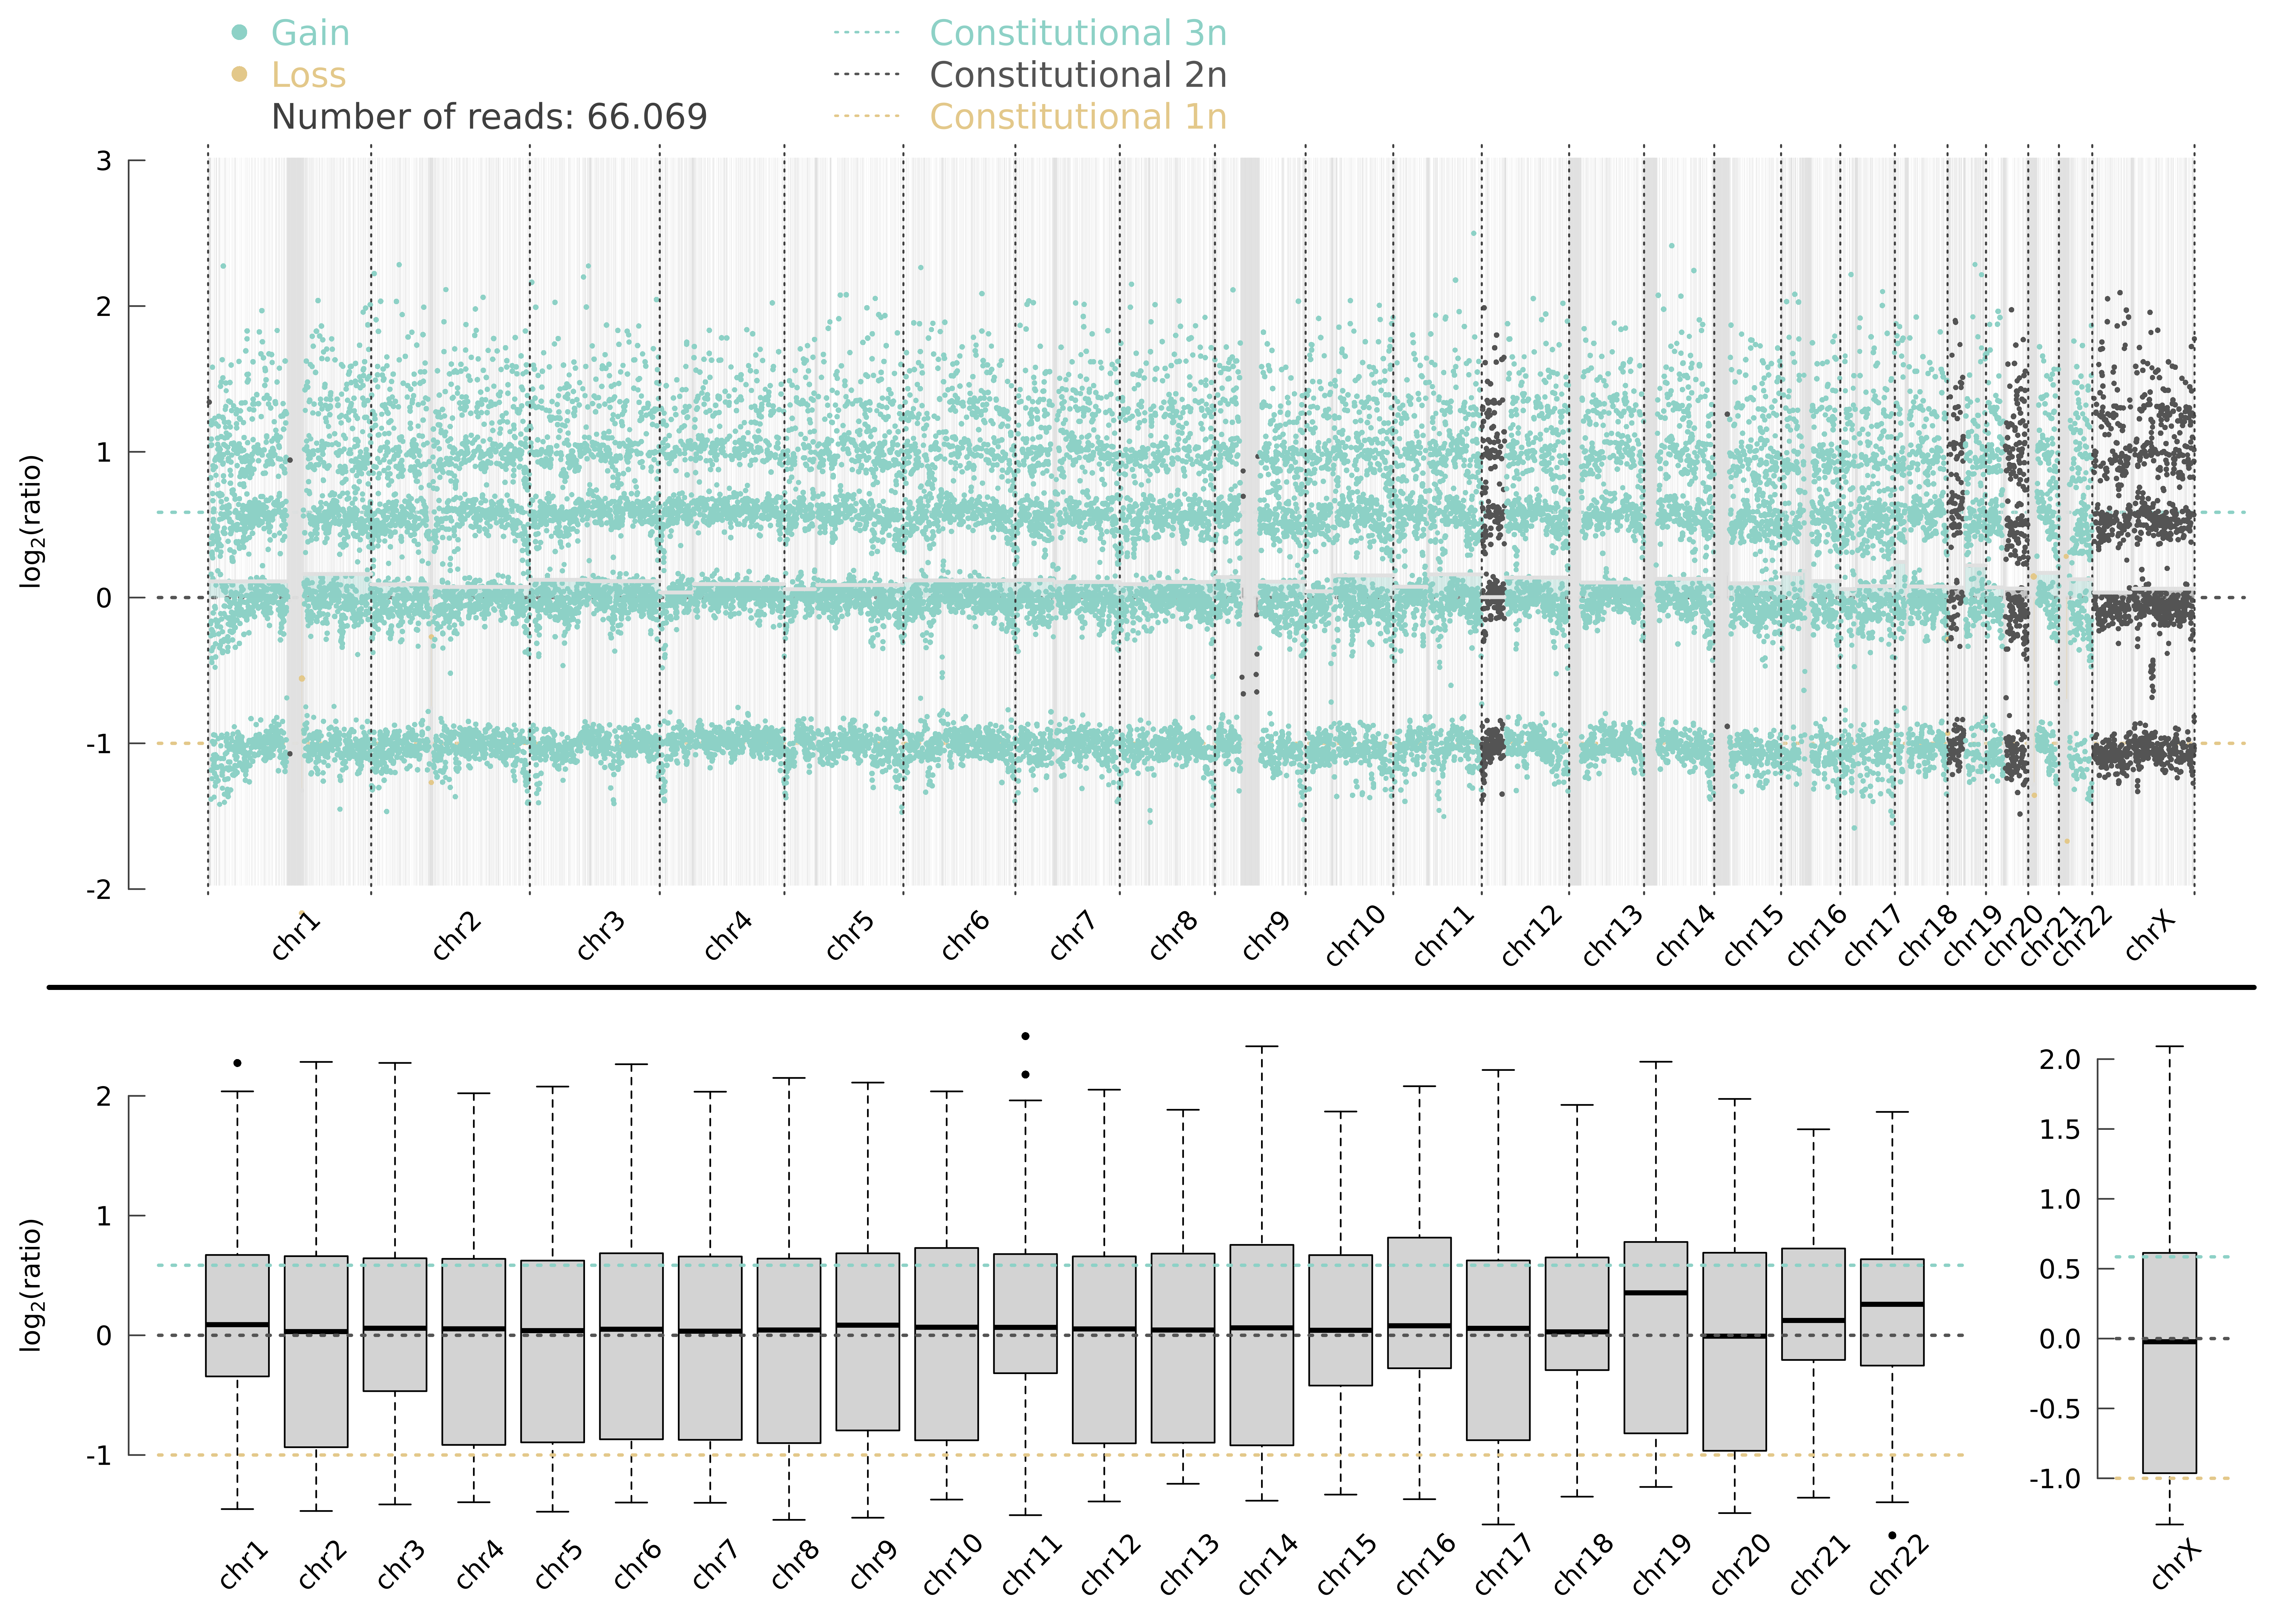 Gain
Loss
Number of reads: 66.069
Constitutional 3n
Constitutional 2n
Constitutional 1n
log2(ratio)
3
2
1
0
-1
-2
chr1 chr2 chr3 chr4 chr5 chr6 chr7 chr8 chr9 chr10 chr11 chr12 chr13 chr14 chr15 chr16 chr17 chr18 chr19 chr20 chr21 chr22 chrX
log2(ratio)
2
1
0
-1
chr1 chr2 chr3 chr4 chr5 chr6 chr7 chr8 chr9 chr10 chr11 chr12 chr13 chr14 chr15 chr16 chr17 chr18 chr19 chr20 chr21 chr22
2.0
1.5
1.0
0.5
0.0
-0.5
-1.0
chrX